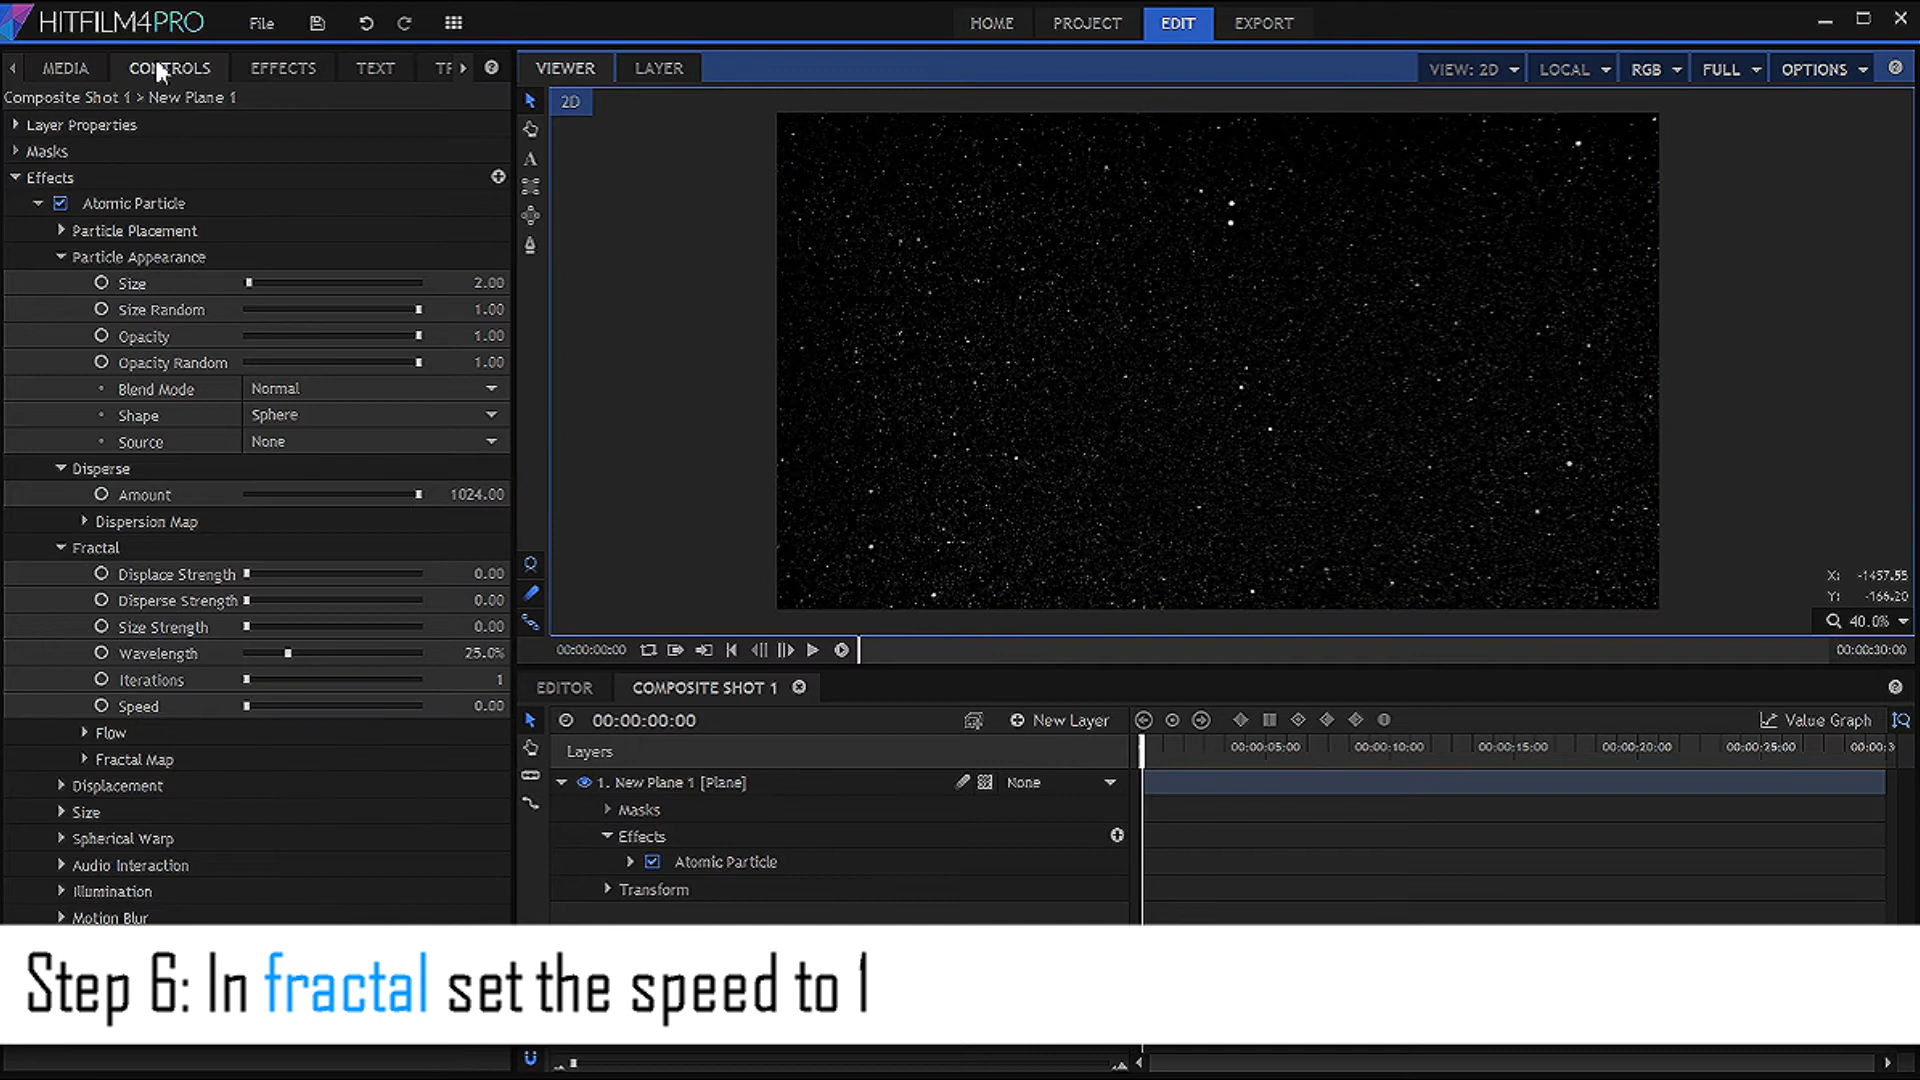 HITFILM4PRO
File
HOME
PROJECT
EDIT
EXPORT
MEDIA
CONTROLS
EFFECTS
TEXT
VIEWER
LAYER
VIEW: 2D
LOCAL
RGB
FULL
OPTIONS
Composite Shot 1 > New Plane 1
2D
Layer Properties
Masks
Effects
Atomic Particle
Particle Placement
Particle Appearance
Size 2.00
Size Random 1.00
Opacity 1.00
Opacity Random 1.00
Blend Mode Normal
Shape Sphere
Source None
Disperse
Amount 1024.00
Dispersion Map
Fractal
Displace Strength 0.00
Disperse Strength 0.00
Size Strength 0.00
Wavelength 25.0%
Iterations 1
Speed 0.00
Flow
Fractal Map
Displacement
Size
Spherical Warp
Audio Interaction
Illumination
Motion Blur
X: -1457.55
Y: -166.20
40.0%
00:00:00:00
00:00:30:00
EDITOR
COMPOSITE SHOT 1
00:00:00:00
New Layer
Value Graph
Layers
00:00:05:00
00:00:10:00
00:00:15:00
00:00:20:00
00:00:25:00
00:00:3
1. New Plane 1 [Plane]
None
Masks
Effects
Atomic Particle
Transform
Step 6: In fractal set the speed to 1